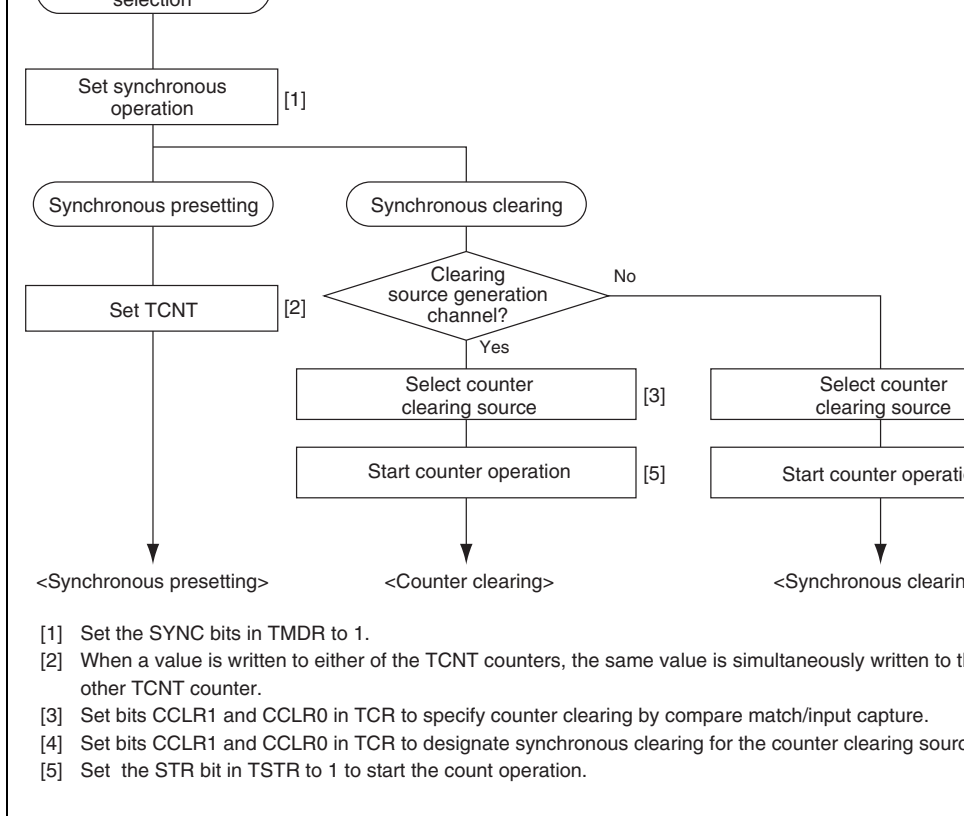 selection
Set synchronous
operation
[1]
Synchronous presetting
Synchronous clearing
Set TCNT
[2]
Clearing
source generation
channel?
No
Yes
Select counter
clearing source
[3]
Select counter
clearing source
Start counter operation
[5]
Start counter
<Synchronous presetting>
<Counter clearing>
<Synchronous
[1] Set the SYNC bits in TMDR to 1.
[2] When a value is written to either of the TCNT counters, the same value is simultaneously written to
other TCNT counter.
[3] Set bits CCLR1 and CCLR0 in TCR to specify counter clearing by compare match/input capture.
[4] Set bits CCLR1 and CCLR0 in TCR to designate synchronous clearing for the counter clearing
[5] Set the STR bit in TSTR to 1 to start the count operation.